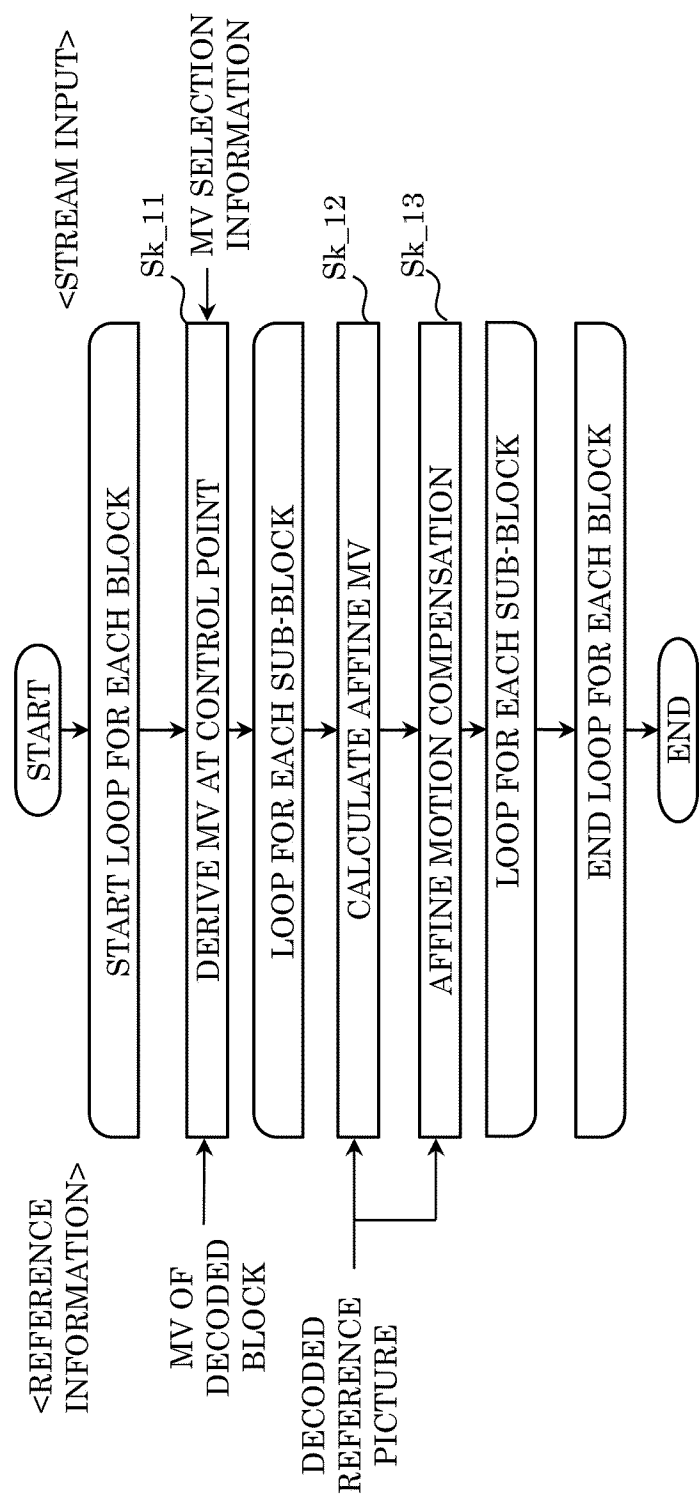 <REFERENCE
INFORMATION>
<STREAM INPUT>
START
START LOOP FOR EACH BLOCK
Sk_11
MV OF
DECODED
BLOCK
DERIVE MV AT CONTROL POINT
MV SELECTION
INFORMATION
LOOP FOR EACH SUB-BLOCK
Sk_12
DECODED
REFERENCE
PICTURE
CALCULATE AFFINE MV
Sk_13
AFFINE MOTION COMPENSATION
LOOP FOR EACH SUB-BLOCK
END LOOP FOR EACH BLOCK
END